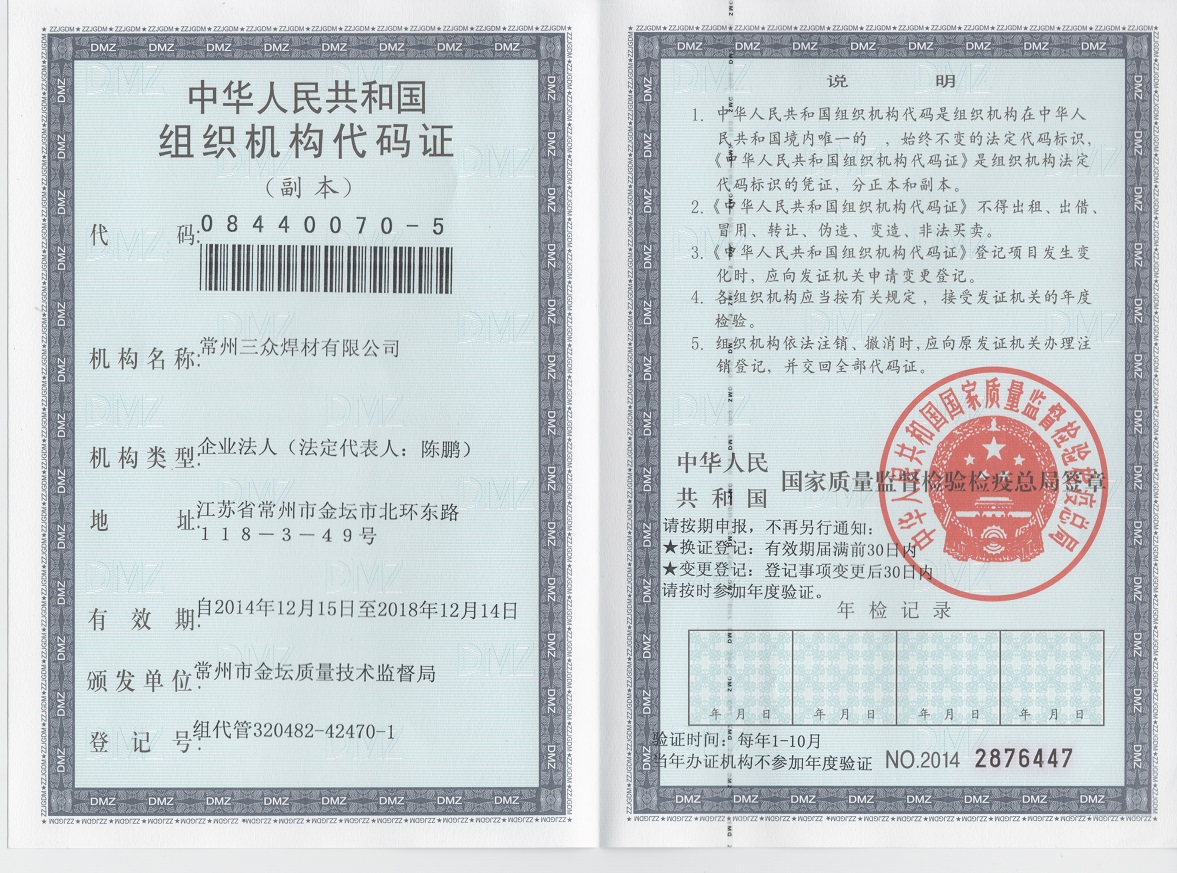 中华人民共和国
组织机构代码证
（副本）
代 码:08440070-5
机构名称:常州三众焊材有限公司
机构类型:企业法人（法定代表人：陈鹏）
地 址:江苏省常州市金坛市北环东路
118－3－49号
有 效 期:自2014年12月15日至2018年12月14日
颁发单位:常州市金坛质量技术监督局
登 记 号:组代管320482-42470-1
说 明
1. 中华人民共和国组织机构代码是组织机构在中华人
民共和国境内唯一的 ，始终不变的法定代码标识，
《中华人民共和国组织机构代码证》是组织机构法定
代码标识的凭证，分正本和副本。
2.《中华人民共和国组织机构代码证》不得出租、出借、
冒用、转让、伪造、变造、非法买卖。
3.《中华人民共和国组织机构代码证》登记项目发生变
化时，应向发证机关申请变更登记。
4. 各组织机构应当按有关规定，接受发证机关的年度
检验。
5. 组织机构依法注销、撤消时，应向原发证机关办理注
销登记，并交回全部代码证。
中华人民
共和国 国家质量监督检验检疫总局签章
中华人民共和国国家质量监督检验检疫总局
请按期申报，不再另行通知：
★换证登记：有效期届满前30日内
★变更登记：登记事项变更后30日内
请按时参加年度验证。
年检记录
年 月 日 年 月 日 年 月 日 年 月 日
验证时间：每年1-10月
当年办证机构不参加年度验证 NO.2014 2876447